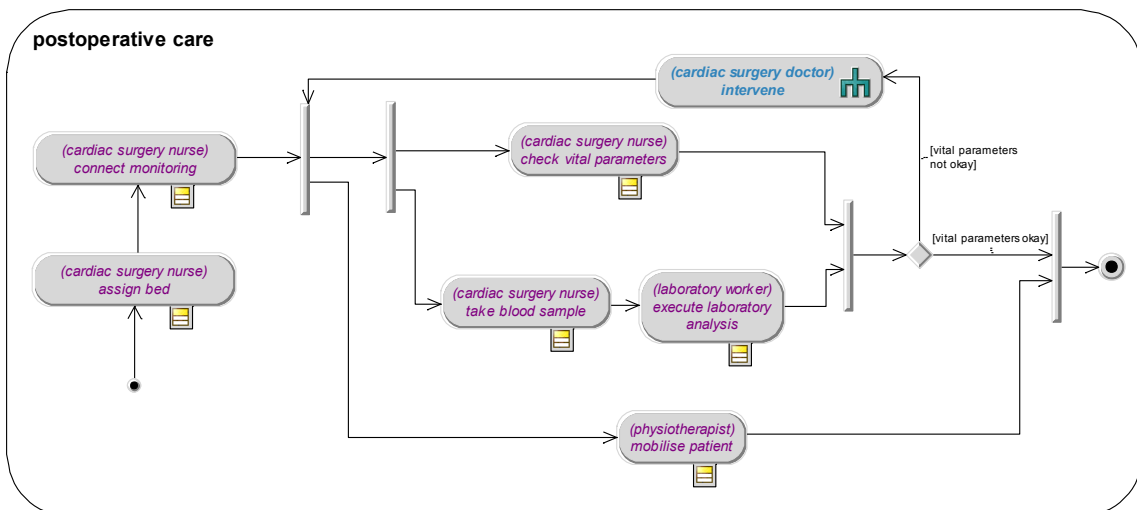 postoperative care
(cardiac surgery doctor)
intervene
(cardiac surgery nurse)
connect monitoring
(cardiac surgery nurse)
check vital parameters
[vital parameters
not okay]
[vital parameters okay]
(cardiac surgery nurse)
assign bed
(cardiac surgery nurse)
take blood sample
(laboratory worker)
execute laboratory
analysis
(physiotherapist)
mobilise patient